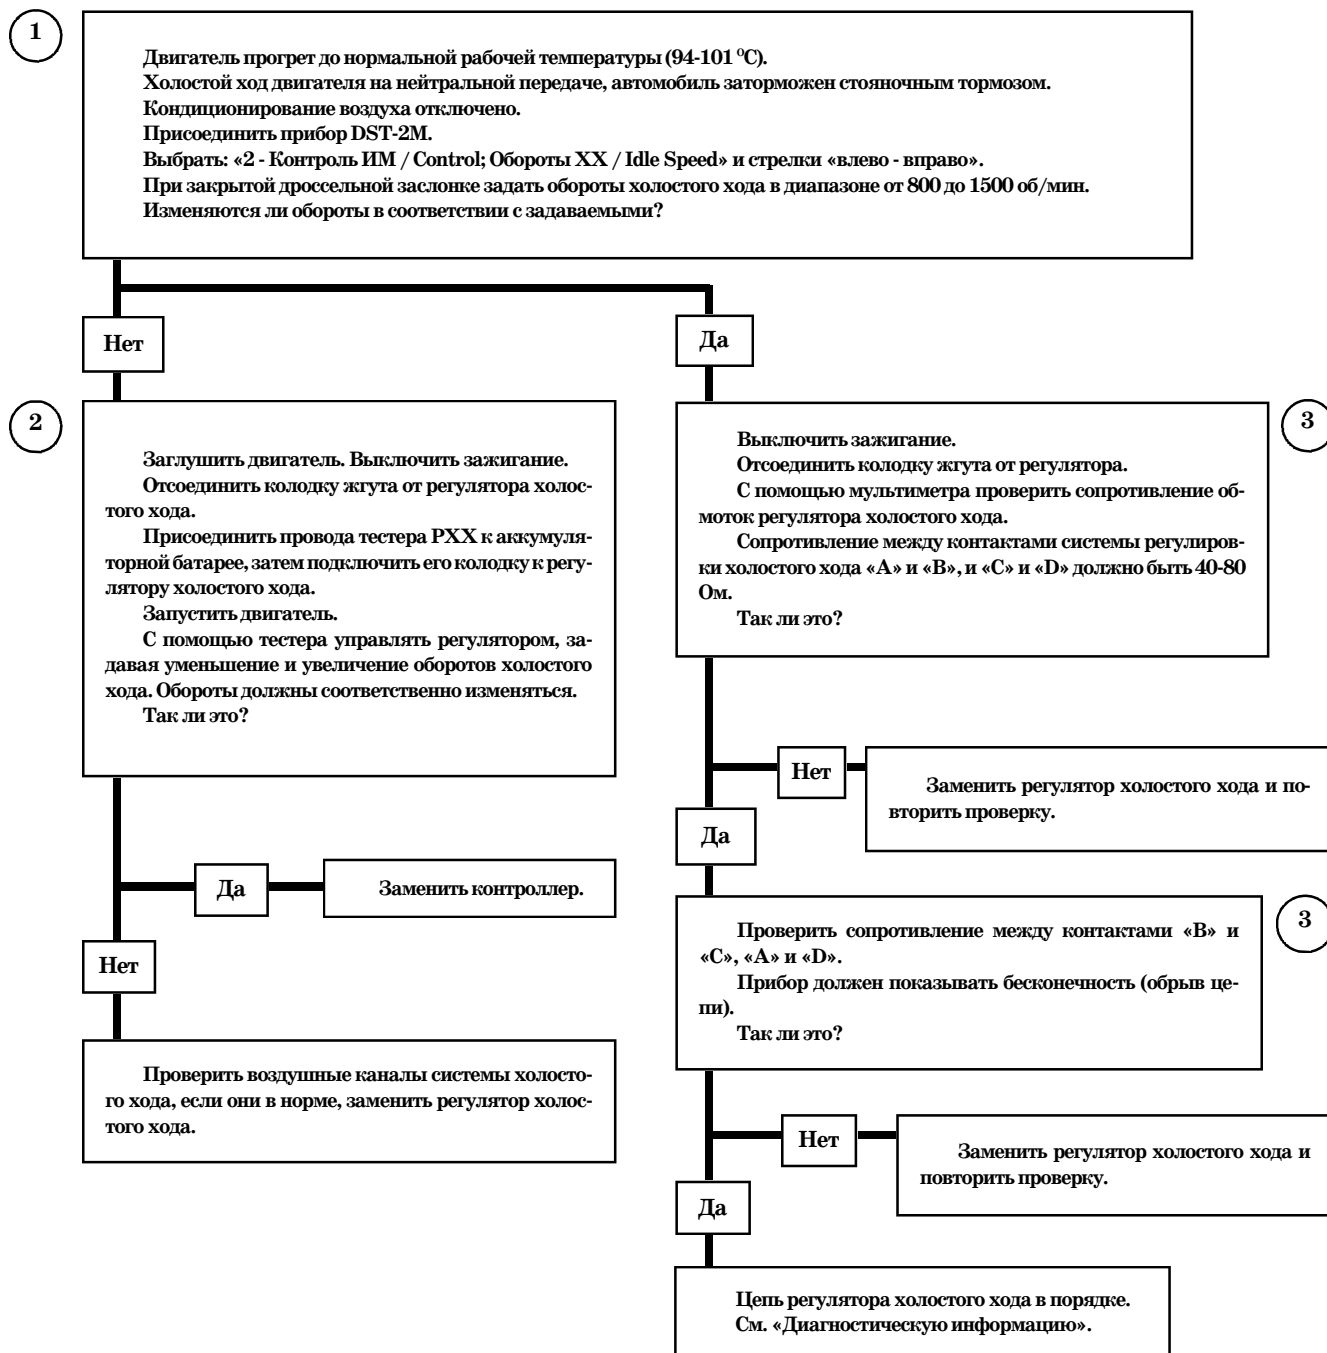 1
Двигатель прогрет до нормальной рабочей температуры (94-101 °С).
Холостой ход двигателя на нейтральной передаче, автомобиль заторможен стояночным тормозом.
Кондиционирование воздуха отключено.
Присоединить прибор DST-2M.
Выбрать: «2 - Контроль ИМ / Control; Обороты ХХ / Idle Speed» и стрелки «влево - вправо».
При закрытой дроссельной заслонке задать обороты холостого хода в диапазоне от 800 до 1500 об/мин.
Изменяются ли обороты в соответствии с задаваемыми?
Нет
Да
2
Заглушить двигатель. Выключить зажигание.
Отсоединить колодку жгута от регулятора холос-
того хода.
Присоединить провода тестера РХХ к аккумуля-
торной батарее, затем подключить его колодку к регу-
лятору холостого хода.
Запустить двигатель.
С помощью тестера управлять регулятором, за-
давая уменьшение и увеличение оборотов холостого
хода. Обороты должны соответственно изменяться.
Так ли это?
3
Выключить зажигание.
Отсоединить колодку жгута от регулятора.
С помощью мультиметра проверить сопротивление об-
моток регулятора холостого хода.
Сопротивление между контактами системы регулиров-
ки холостого хода «А» и «В», и «С» и «D» должно быть 40-80
Ом.
Так ли это?
Нет
Заменить регулятор холостого хода и по-
вторить проверку.
Да
Да
Заменить контроллер.
Нет
3
Проверить сопротивление между контактами «В» и
«С», «А» и «D».
Прибор должен показывать бесконечность (обрыв це-
пи).
Так ли это?
Проверить воздушные каналы системы холосто-
го хода, если они в норме, заменить регулятор холос-
того хода.
Нет
Заменить регулятор холостого хода и
повторить проверку.
Да
Цепь регулятора холостого хода в порядке.
См. «Диагностическую информацию».